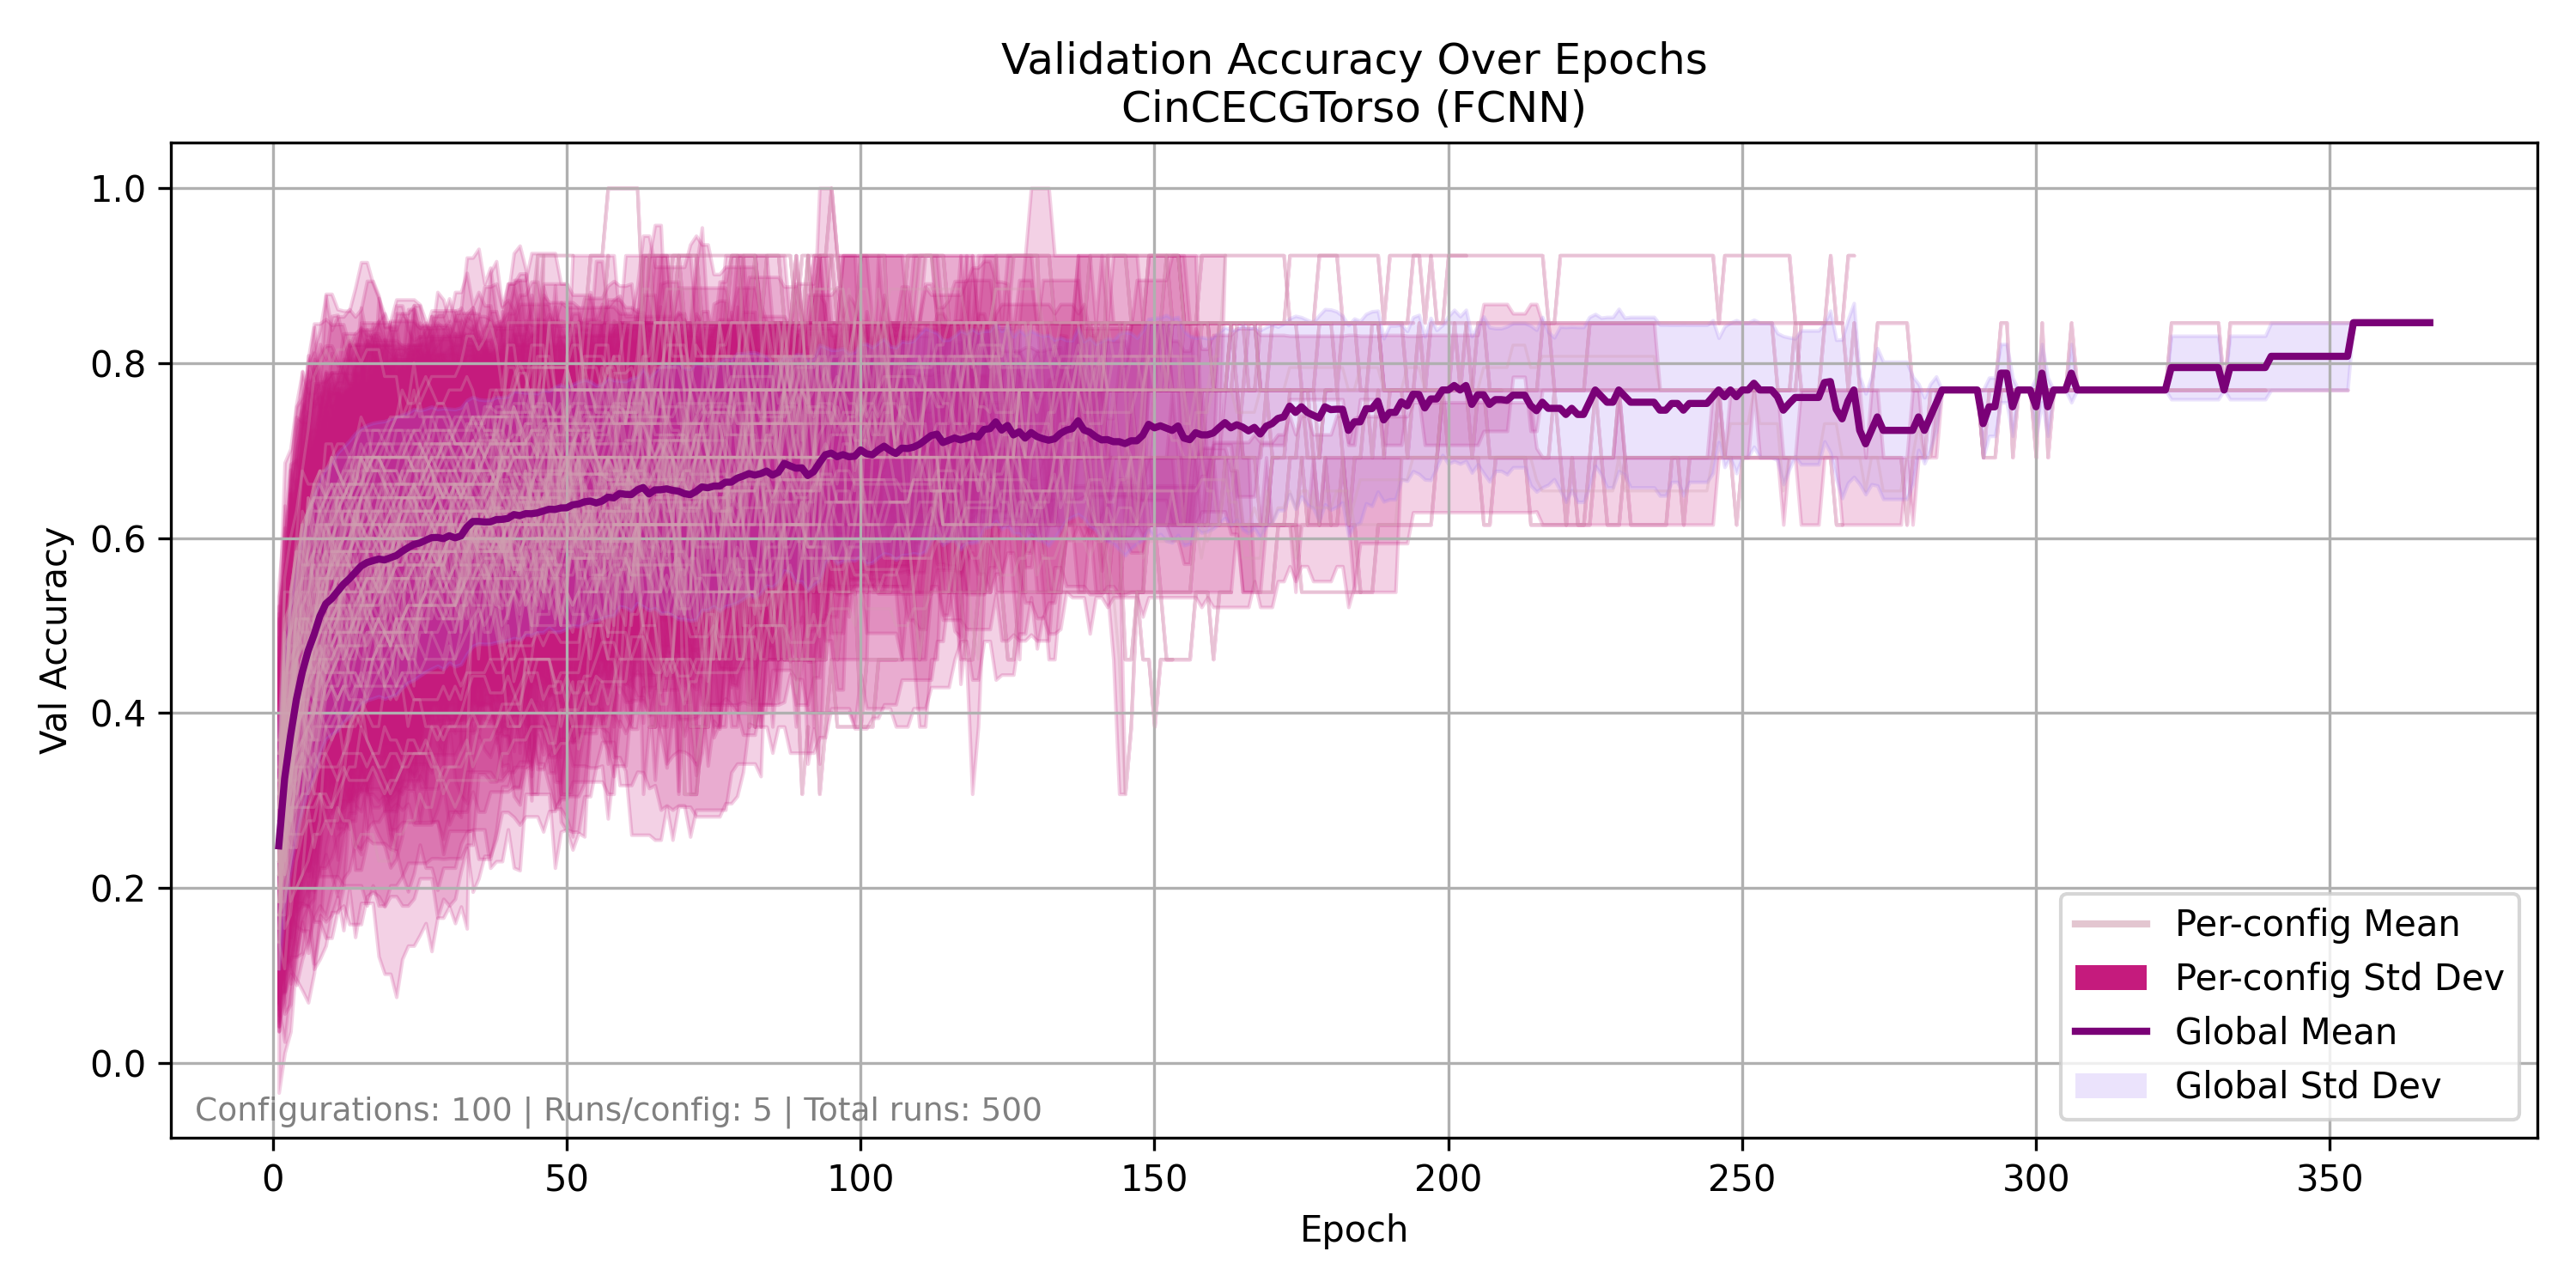 Validation Accuracy Over Epochs
CinCECGTorso (FCNN)
1.0
0.8
0.6
0.4
0.2
0.0
Val Accuracy
Per-config Mean
Per-config Std Dev
Global Mean
Global Std Dev
Configurations: 100 | Runs/config: 5 | Total runs: 500
0 50 100 150 200 250 300 350
Epoch